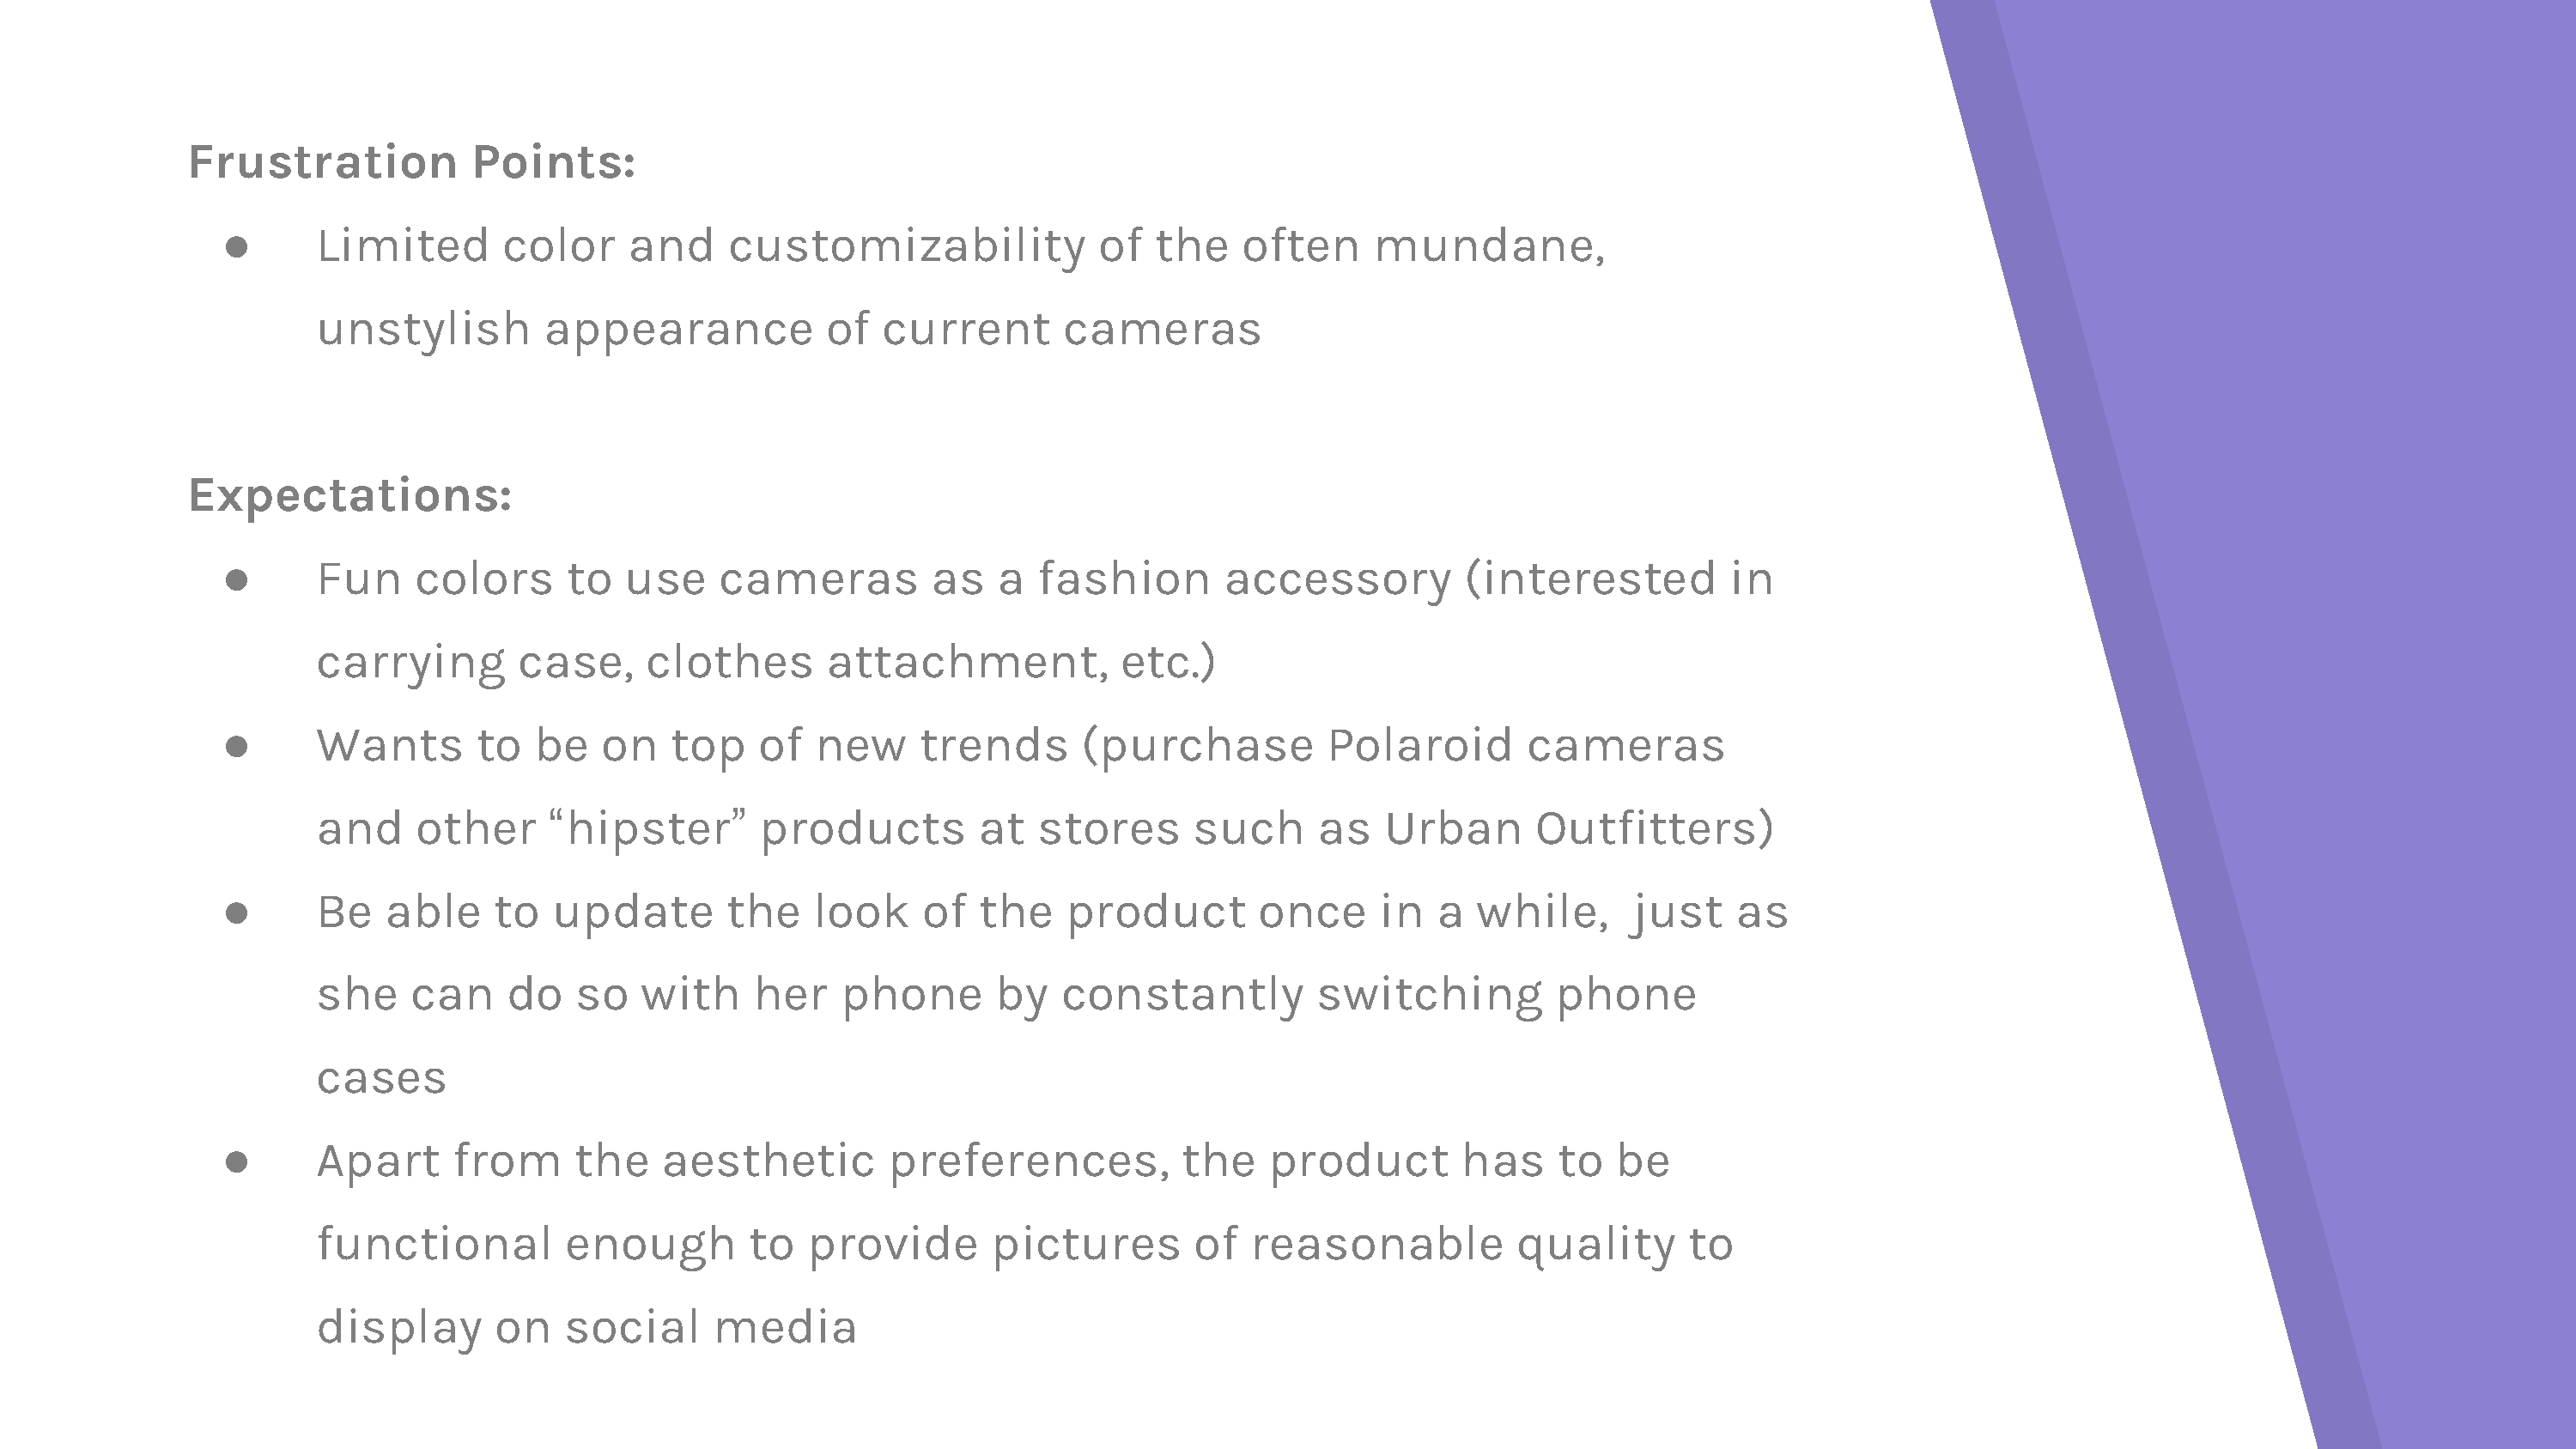 Frustration Points:
● Limited color and customizability of the often mundane,
unstylish appearance of current cameras
Expectations:
● Fun colors to use cameras as a fashion accessory (interested in
carrying case, clothes attachment, etc.)
● Wants to be on top of new trends (purchase Polaroid cameras
and other “hipster” products at stores such as Urban Outfitters)
● Be able to update the look of the product once in a while, just as
she can do so with her phone by constantly switching phone
cases
● Apart from the aesthetic preferences, the product has to be
functional enough to provide pictures of reasonable quality to
display on social media